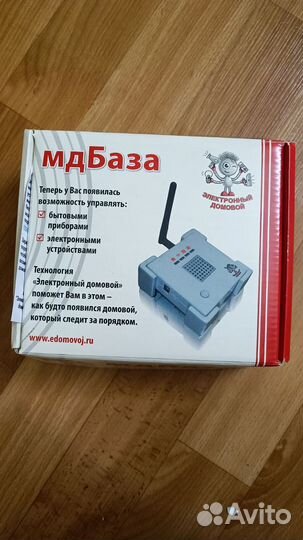 мдБаза
Теперь у Вас появилась
возможность управлять:
бытовыми
приборами
электронными
устройствами
Технология
«Электронный домовой»
поможет Вам в этом –
как будто появился домовой,
который следит за порядком.
www.edomovoj.ru
ЭЛЕКТРОННЫЙ
ДОМОВОЙ
Avito